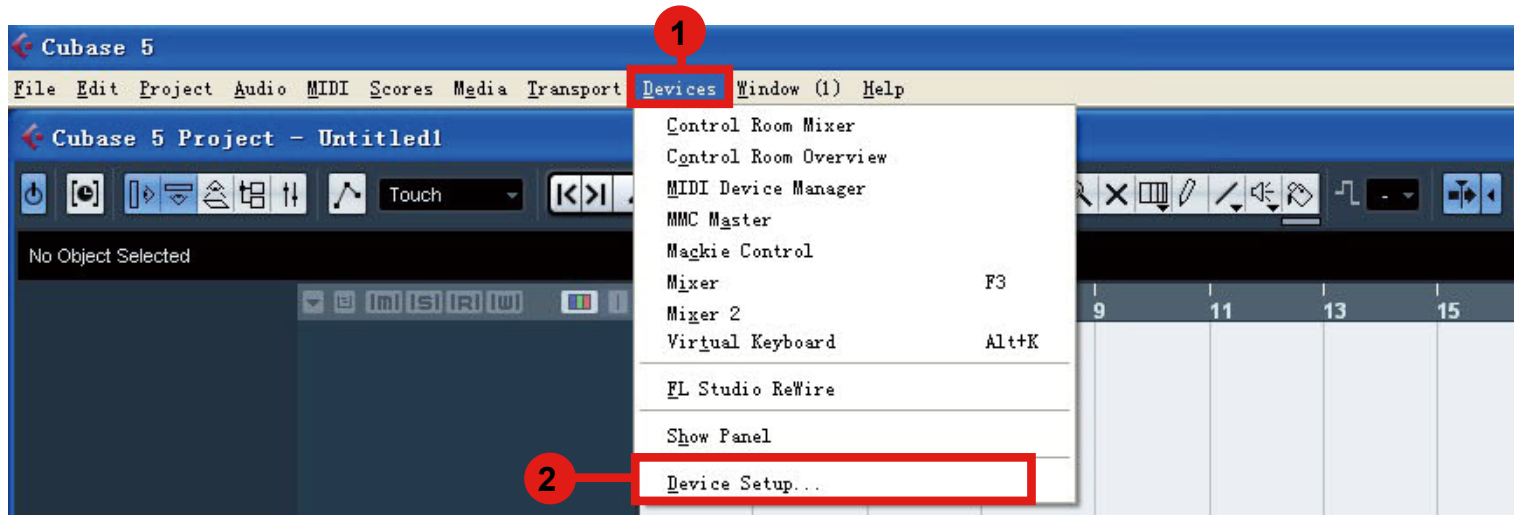 1
Cubase 5
File Edit Project Audio MIDI Scores Media Transport Devices Window (1) Help
Cubase 5 Project - Untitled1
Touch
-
No Object Selected
[m] [S] [R] [W]
9 11 13 15
Control Room Mixer
Control Room Overview
MIDI Device Manager
MMC Master
Mackie Control
Mixer F3
Mixer 2
Virtual Keyboard Alt+K
FL Studio ReWire
Show Panel
2
Device Setup...